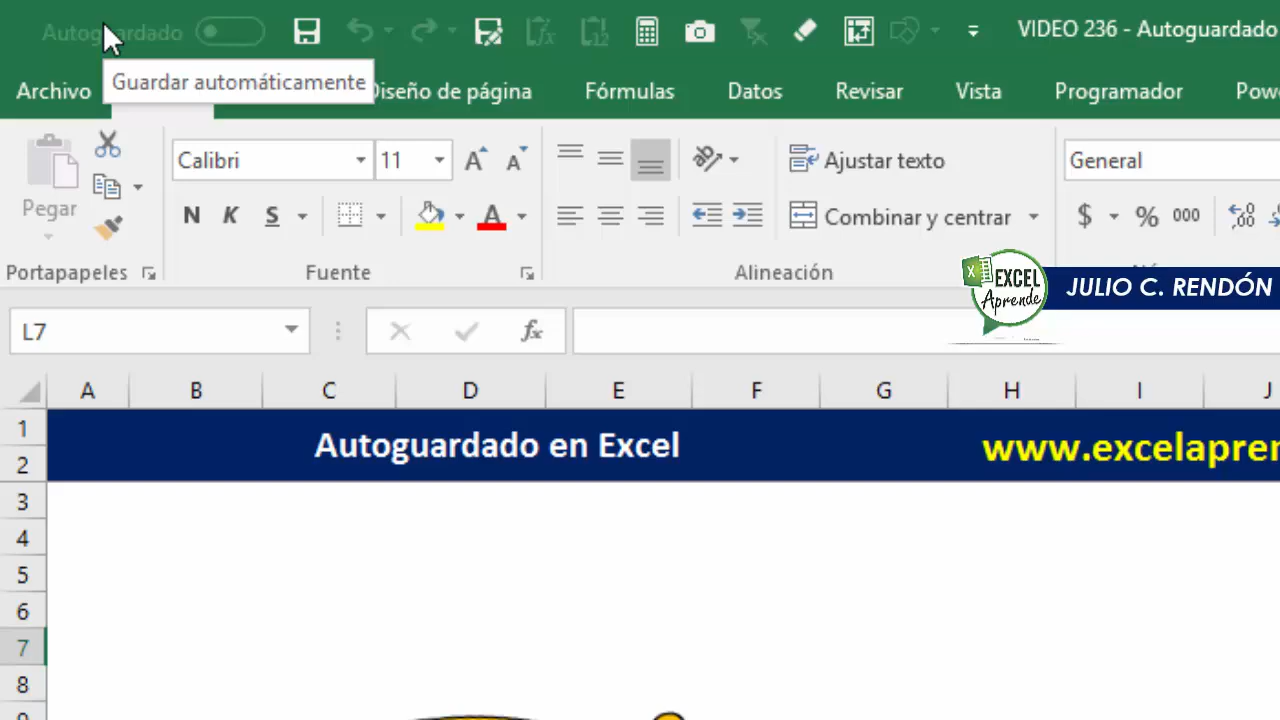 Autoguardado
VIDEO 236 - Autoguardado
Guardar automáticamente
Archivo
Diseño de página
Fórmulas
Datos
Revisar
Vista
Programador
Pow
Calibri
11
Ajustar texto
General
Pegar
N K S
Combinar y centrar
$ % 000
Portapapeles
Fuente
Alineación
EXCEL
Aprende
JULIO C. RENDÓN
L7
fx
A B C D E F G H I J
1
Autoguardado en Excel
www.excelapren
2
3
4
5
6
7
8
9